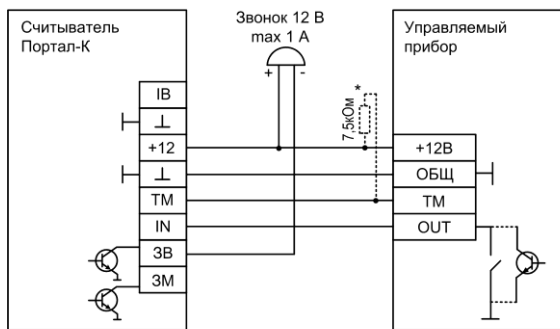 Считыватель
Портал-К
Звонок 12 В
max 1 А
+ -
Управляемый
прибор
7,5кОм
*
IB
⊥
+12
⊥
ТМ
IN
ЗВ
ЗМ
+12В
ОБЩ
ТМ
OUT